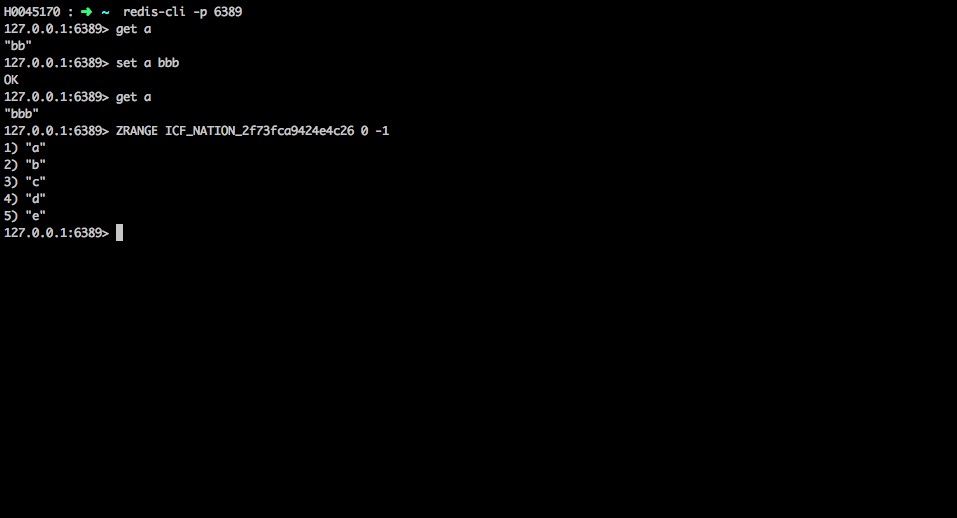 H0045170 : ➜ ~ redis-cli -p 6389
127.0.0.1:6389> get a
"bb"
127.0.0.1:6389> set a bbb
OK
127.0.0.1:6389> get a
"bbb"
127.0.0.1:6389> ZRANGE ICF_NATION_2f73fca9424e4c26 0 -1
1) "a"
2) "b"
3) "c"
4) "d"
5) "e"
127.0.0.1:6389>